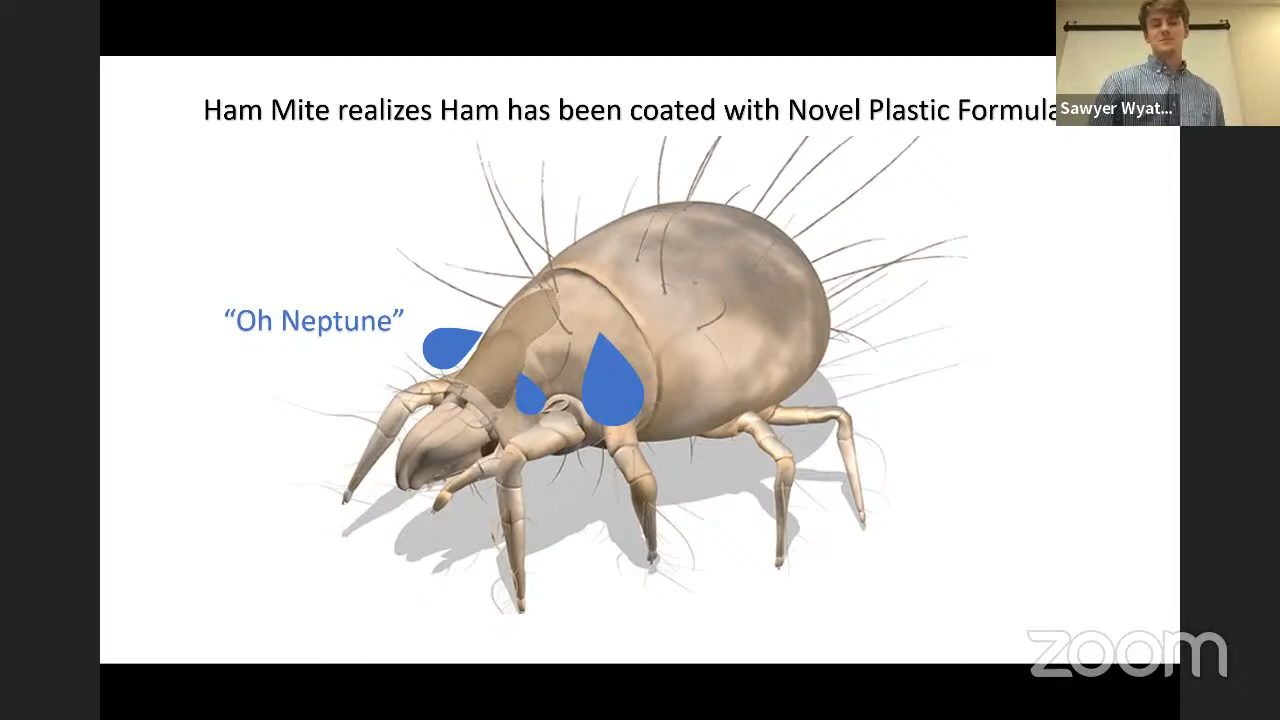 Ham Mite realizes Ham has been coated with Novel Plastic Formula
Sawyer Wyat...
“Oh Neptune”
zoom